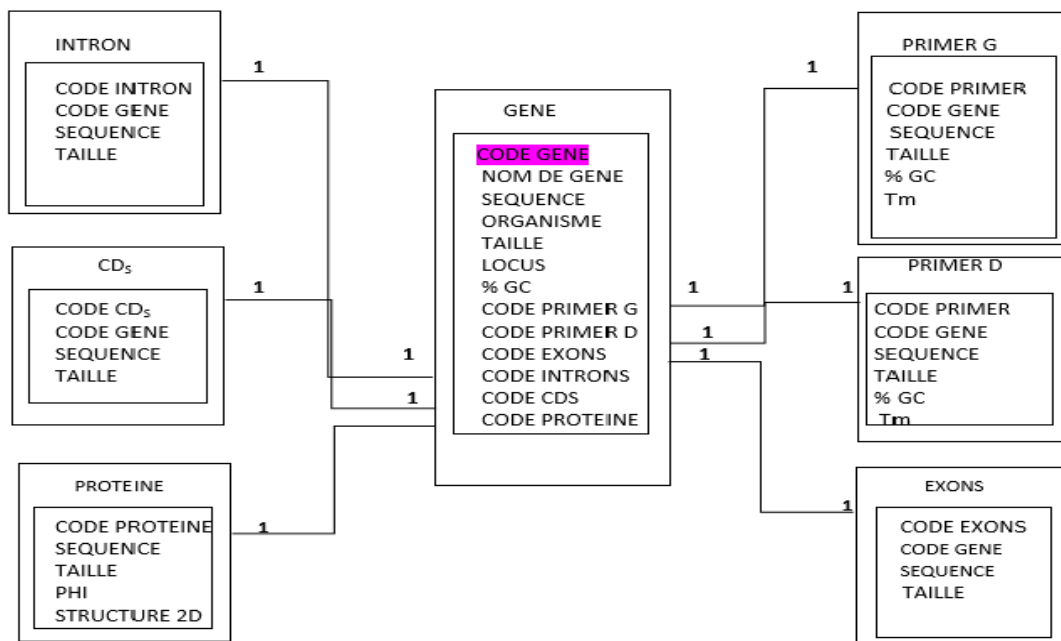 INTRON
CODE INTRON
CODE GENE
SEQUENCE
TAILLE
1
CDs
CODE CDs
CODE GENE
SEQUENCE
TAILLE
1
PROTEINE
CODE PROTEINE
SEQUENCE
TAILLE
PHI
STRUCTURE 2D
1
1
1
GENE
CODE GENE
NOM DE GENE
SEQUENCE
ORGANISME
TAILLE
LOCUS
% GC
CODE PRIMER G
CODE PRIMER D
CODE EXONS
CODE INTRONS
CODE CDS
CODE PROTEINE
1
1
1
1
PRIMER G
CODE PRIMER
CODE GENE
SEQUENCE
TAILLE
% GC
Tm
1
PRIMER D
CODE PRIMER
CODE GENE
SEQUENCE
TAILLE
% GC
Tm
1
EXONS
CODE EXONS
CODE GENE
SEQUENCE
TAILLE